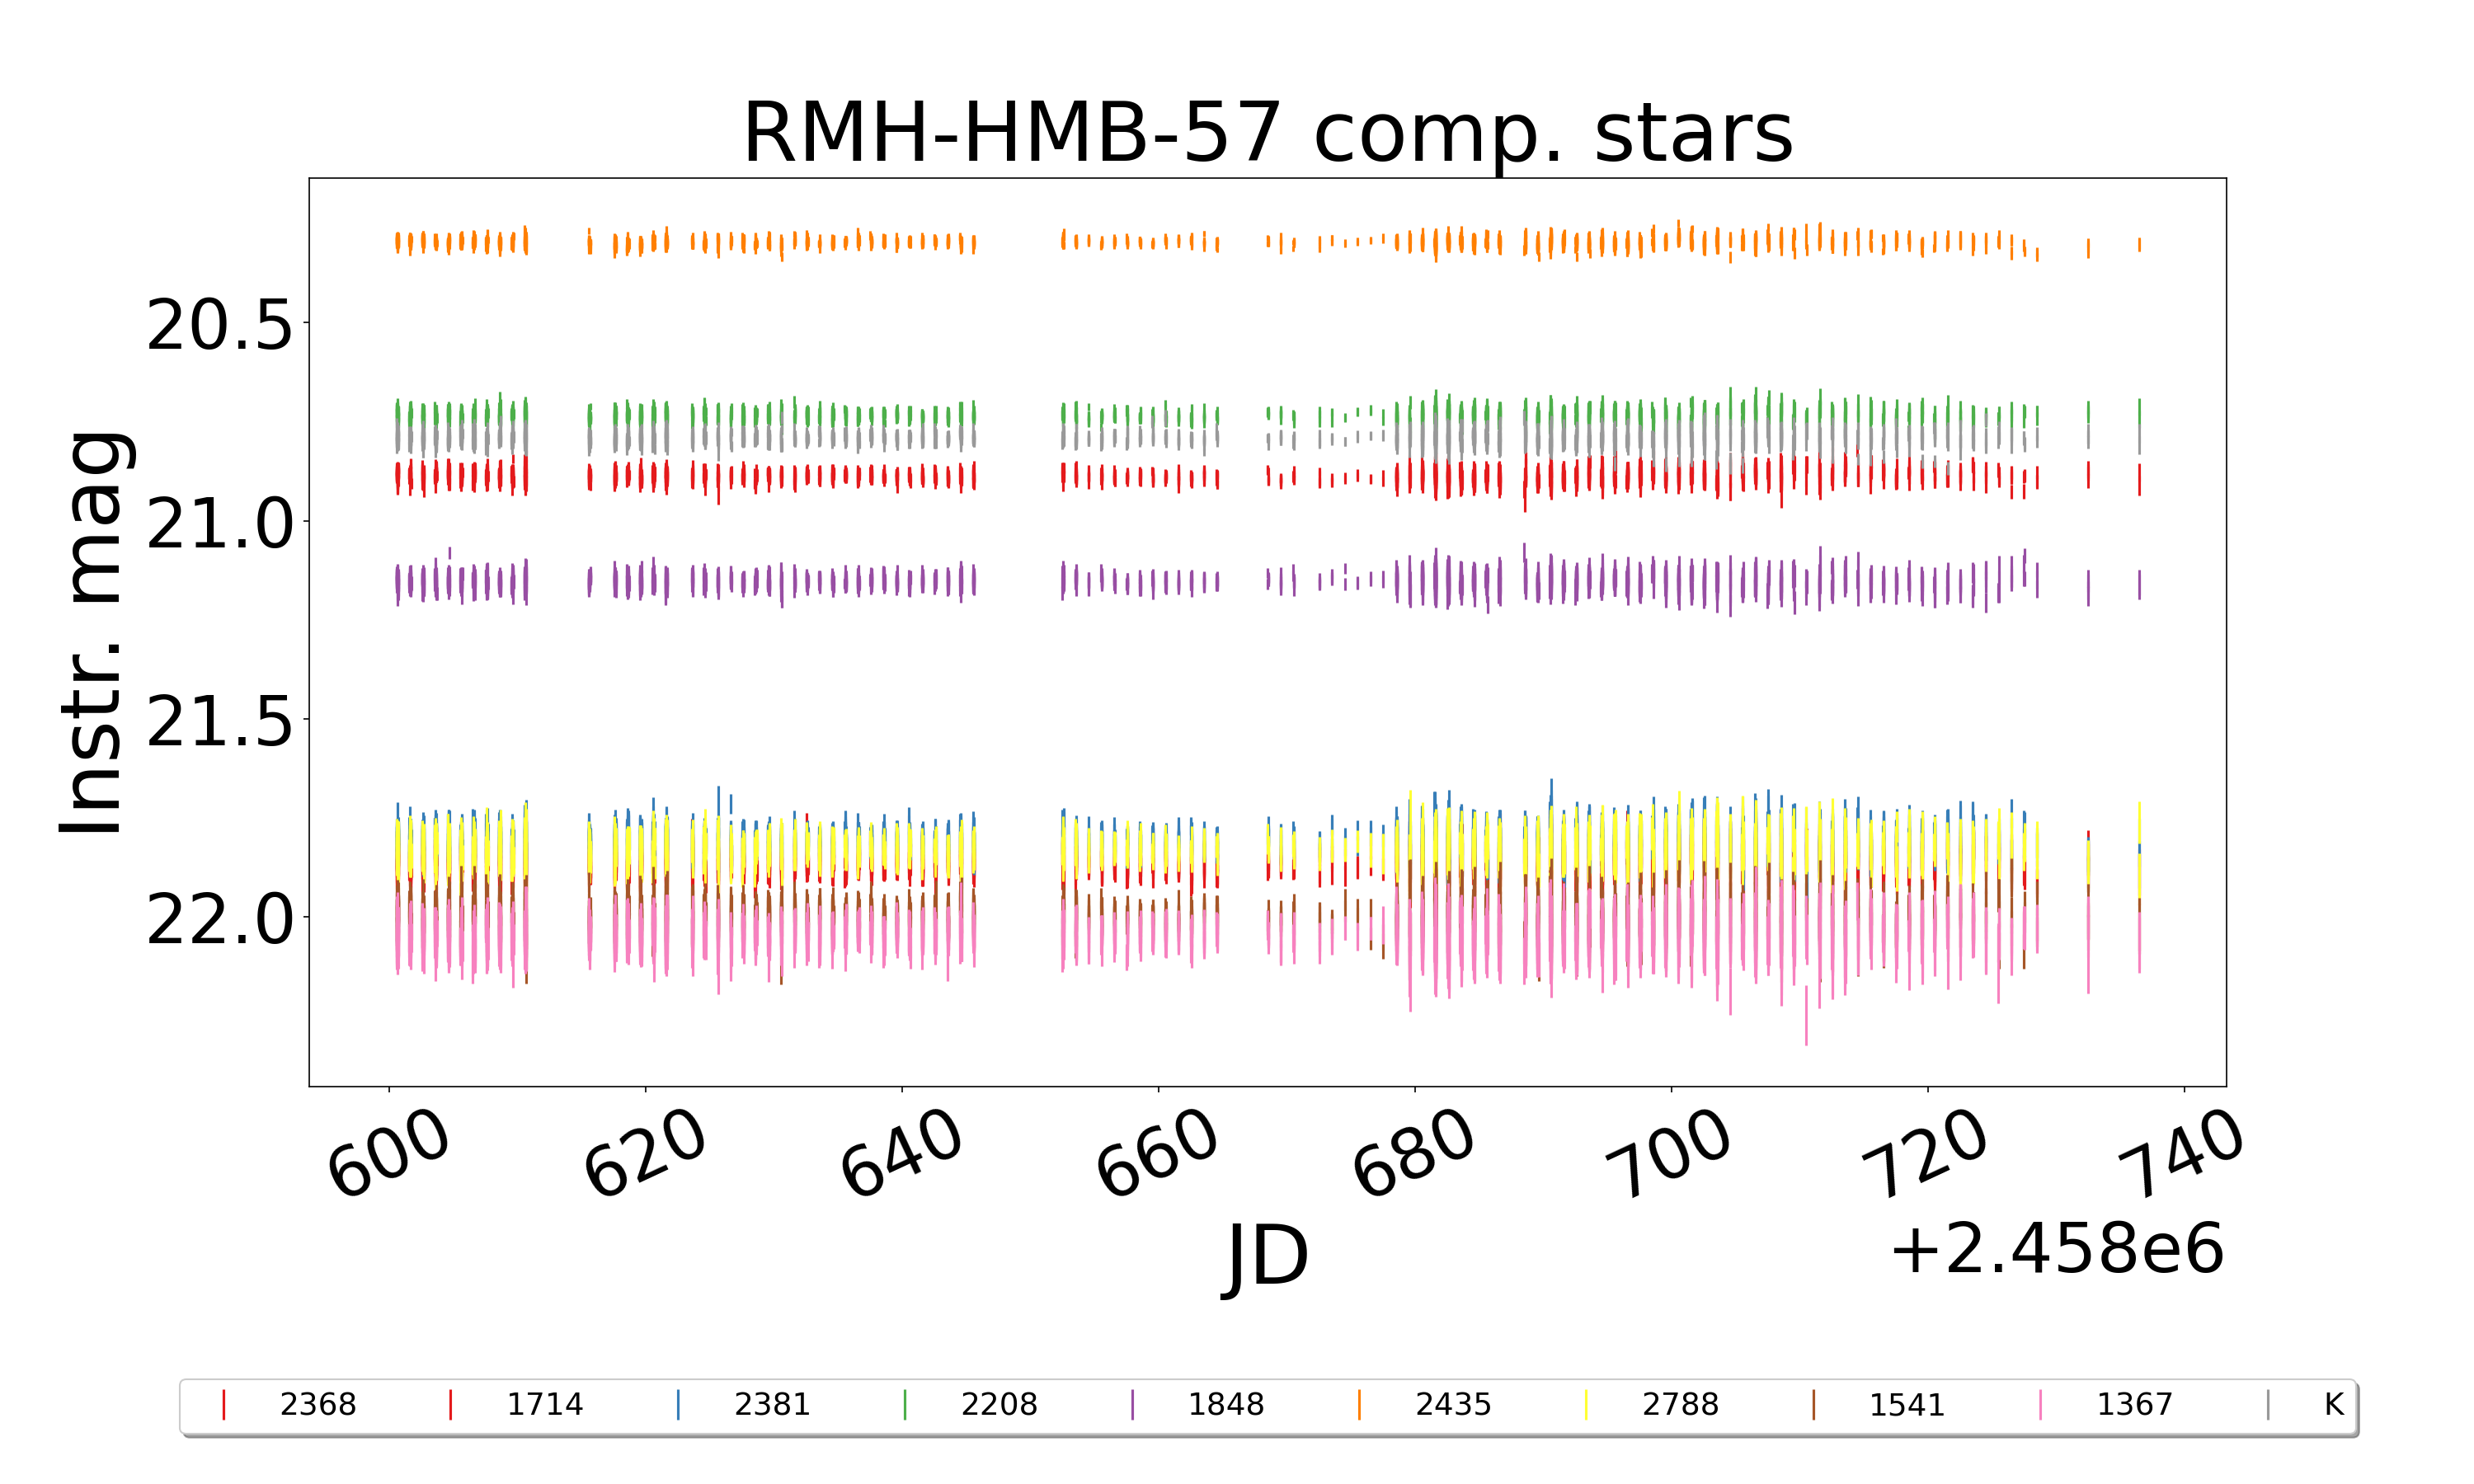 RMH-HMB-57 comp. stars
Instr. mag
20.5
21.0
21.5
22.0
600 620 640 660 680 700 720 740
JD
+2.458e6
2368 1714 2381 2208 1848 2435 2788 1541 1367 K